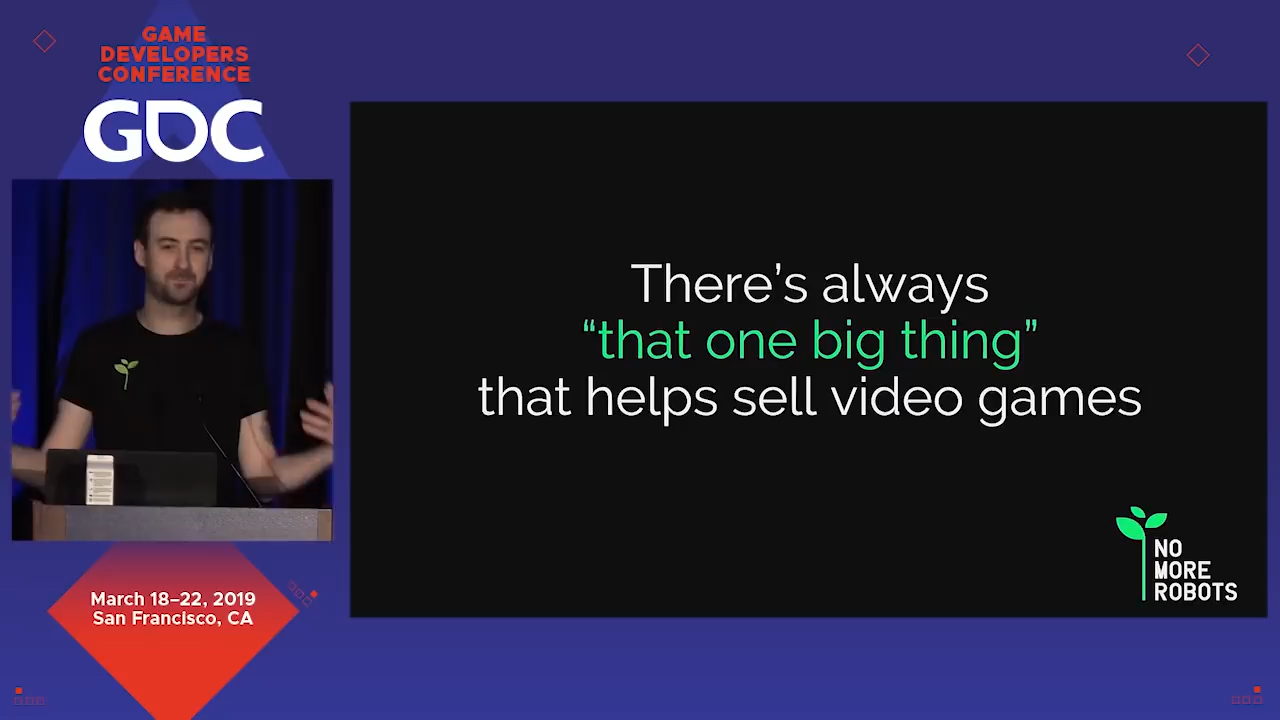 GAME
DEVELOPERS
CONFERENCE
GDC
There's always
“that one big thing”
that helps sell video games
NO
MORE
ROBOTS
March 18–22, 2019
San Francisco, CA